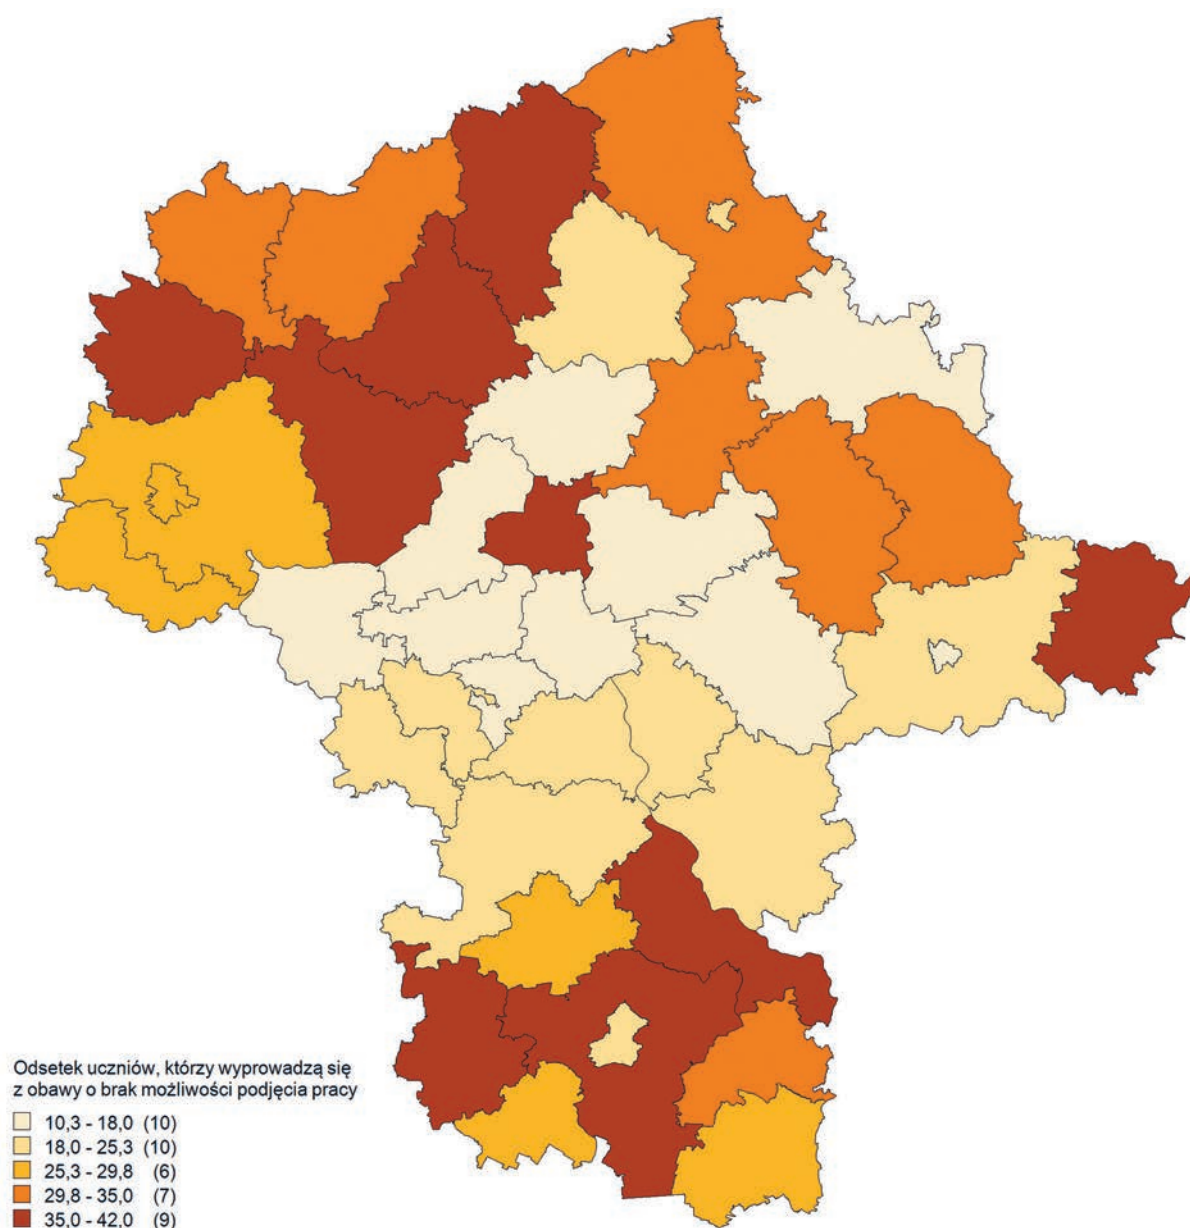 Odsetek uczniów, którzy wyprowadzą się
z obawy o brak możliwości podjęcia pracy
10,3 - 18,0 (10)
18,0 - 25,3 (10)
25,3 - 29,8 (6)
29,8 - 35,0 (7)
35,0 - 42,0 (9)